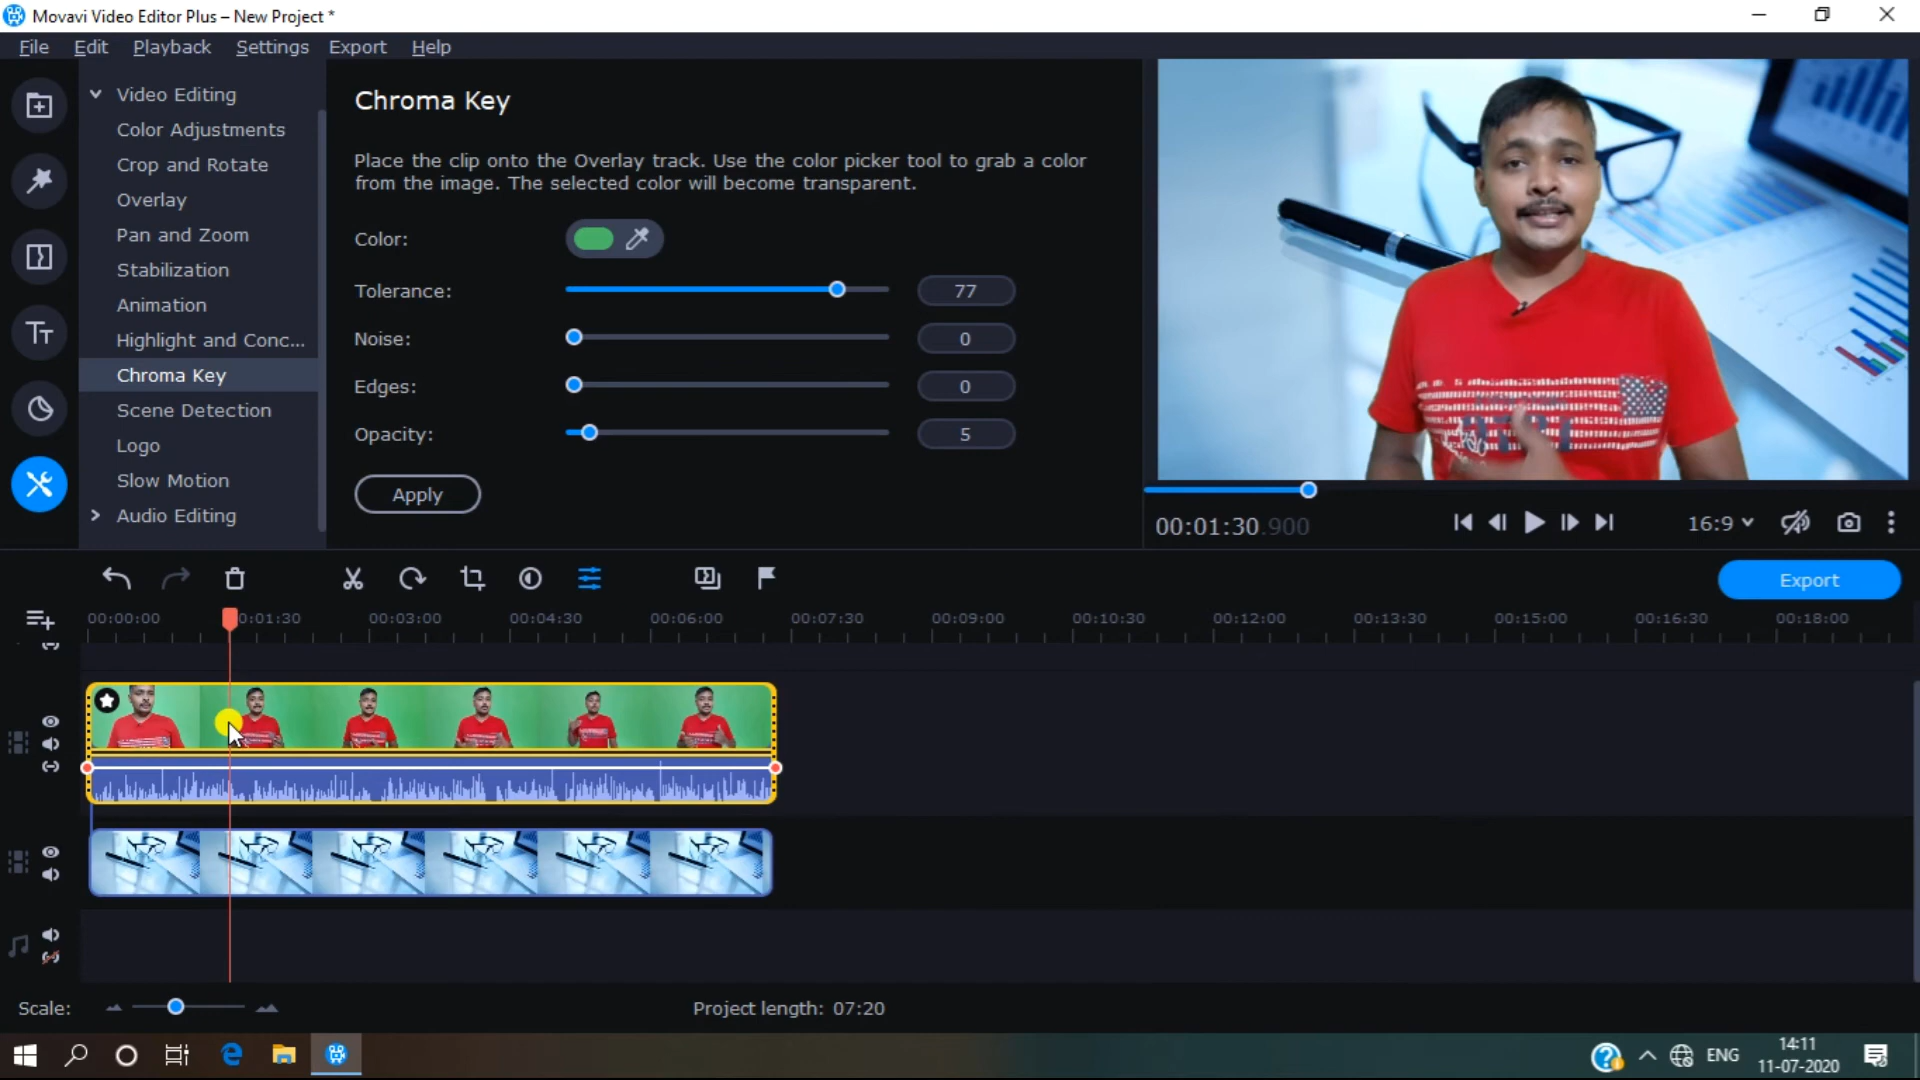 Movavi Video Editor Plus – New Project *
File Edit Playback Settings Export Help
Video Editing
Color Adjustments
Crop and Rotate
Overlay
Pan and Zoom
Stabilization
Animation
Highlight and Conc...
Chroma Key
Scene Detection
Logo
Slow Motion
Audio Editing
Chroma Key
Place the clip onto the Overlay track. Use the color picker tool to grab a color
from the image. The selected color will become transparent.
Color:
Tolerance: 77
Noise: 0
Edges: 0
Opacity: 5
Apply
00:01:30.900
16:9
Export
00:00:00 0:01:30 00:03:00 00:04:30 00:06:00 00:07:30 00:09:00 00:10:30 00:12:00 00:13:30 00:15:00 00:16:30 00:18:00
Scale:
Project length: 07:20
ENG
14:11
11-07-2020